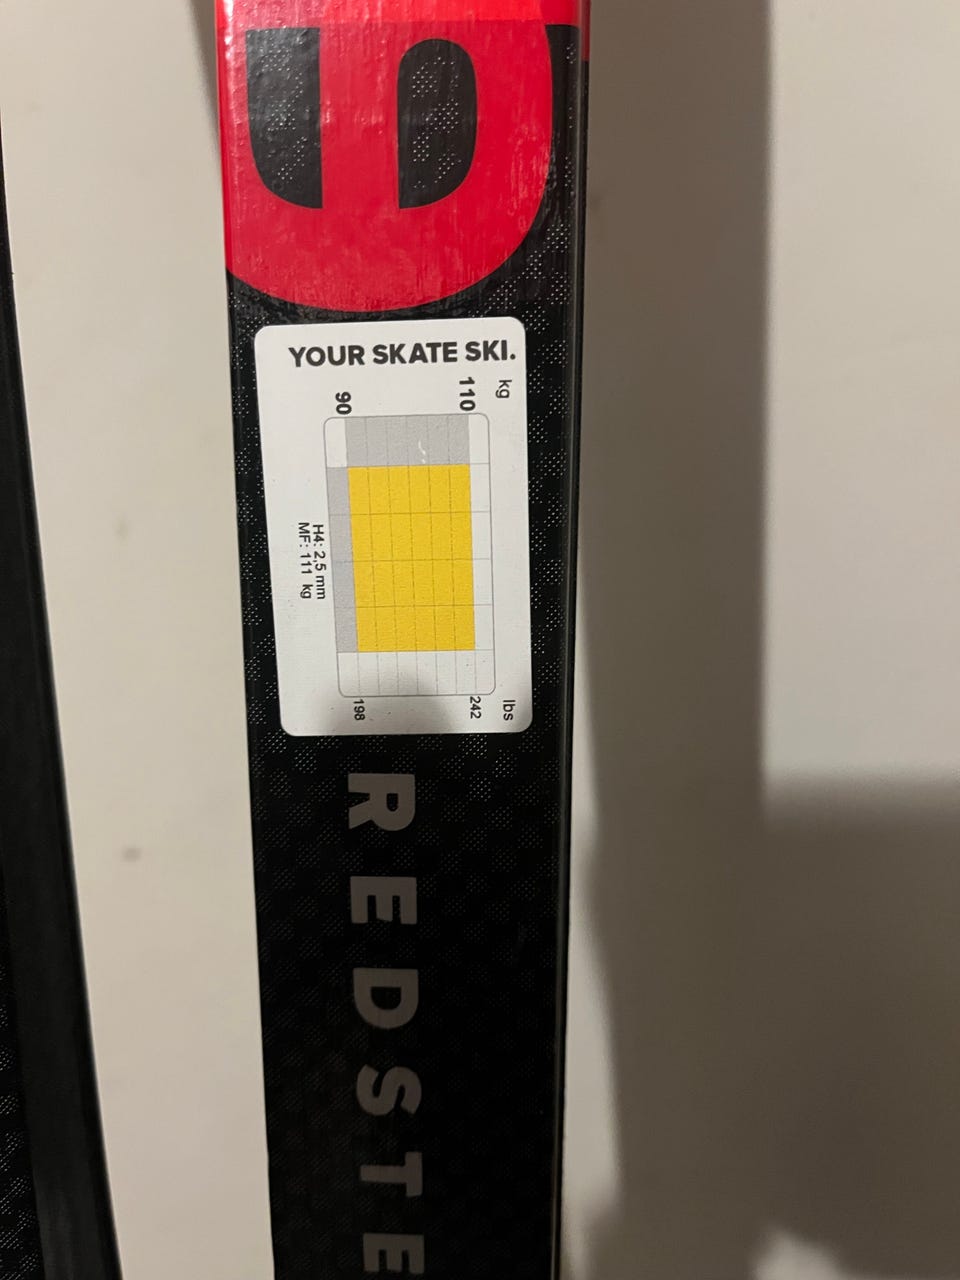 YOUR SKATE SKI.
kg
90 110
H4: 2,5 mm
MF: 111 kg
198 242
lbs
REDSTE